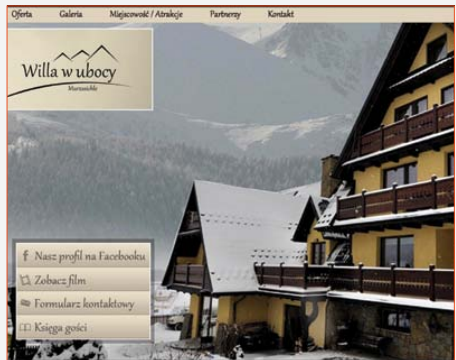 Oferta Galeria Miejscowość / Atrakcje Partnerzy Kontakt
Willa w ubocy
Murzasichle
Nasz profil na Facebooku
Zobacz film
Formularz kontaktowy
Księga gości